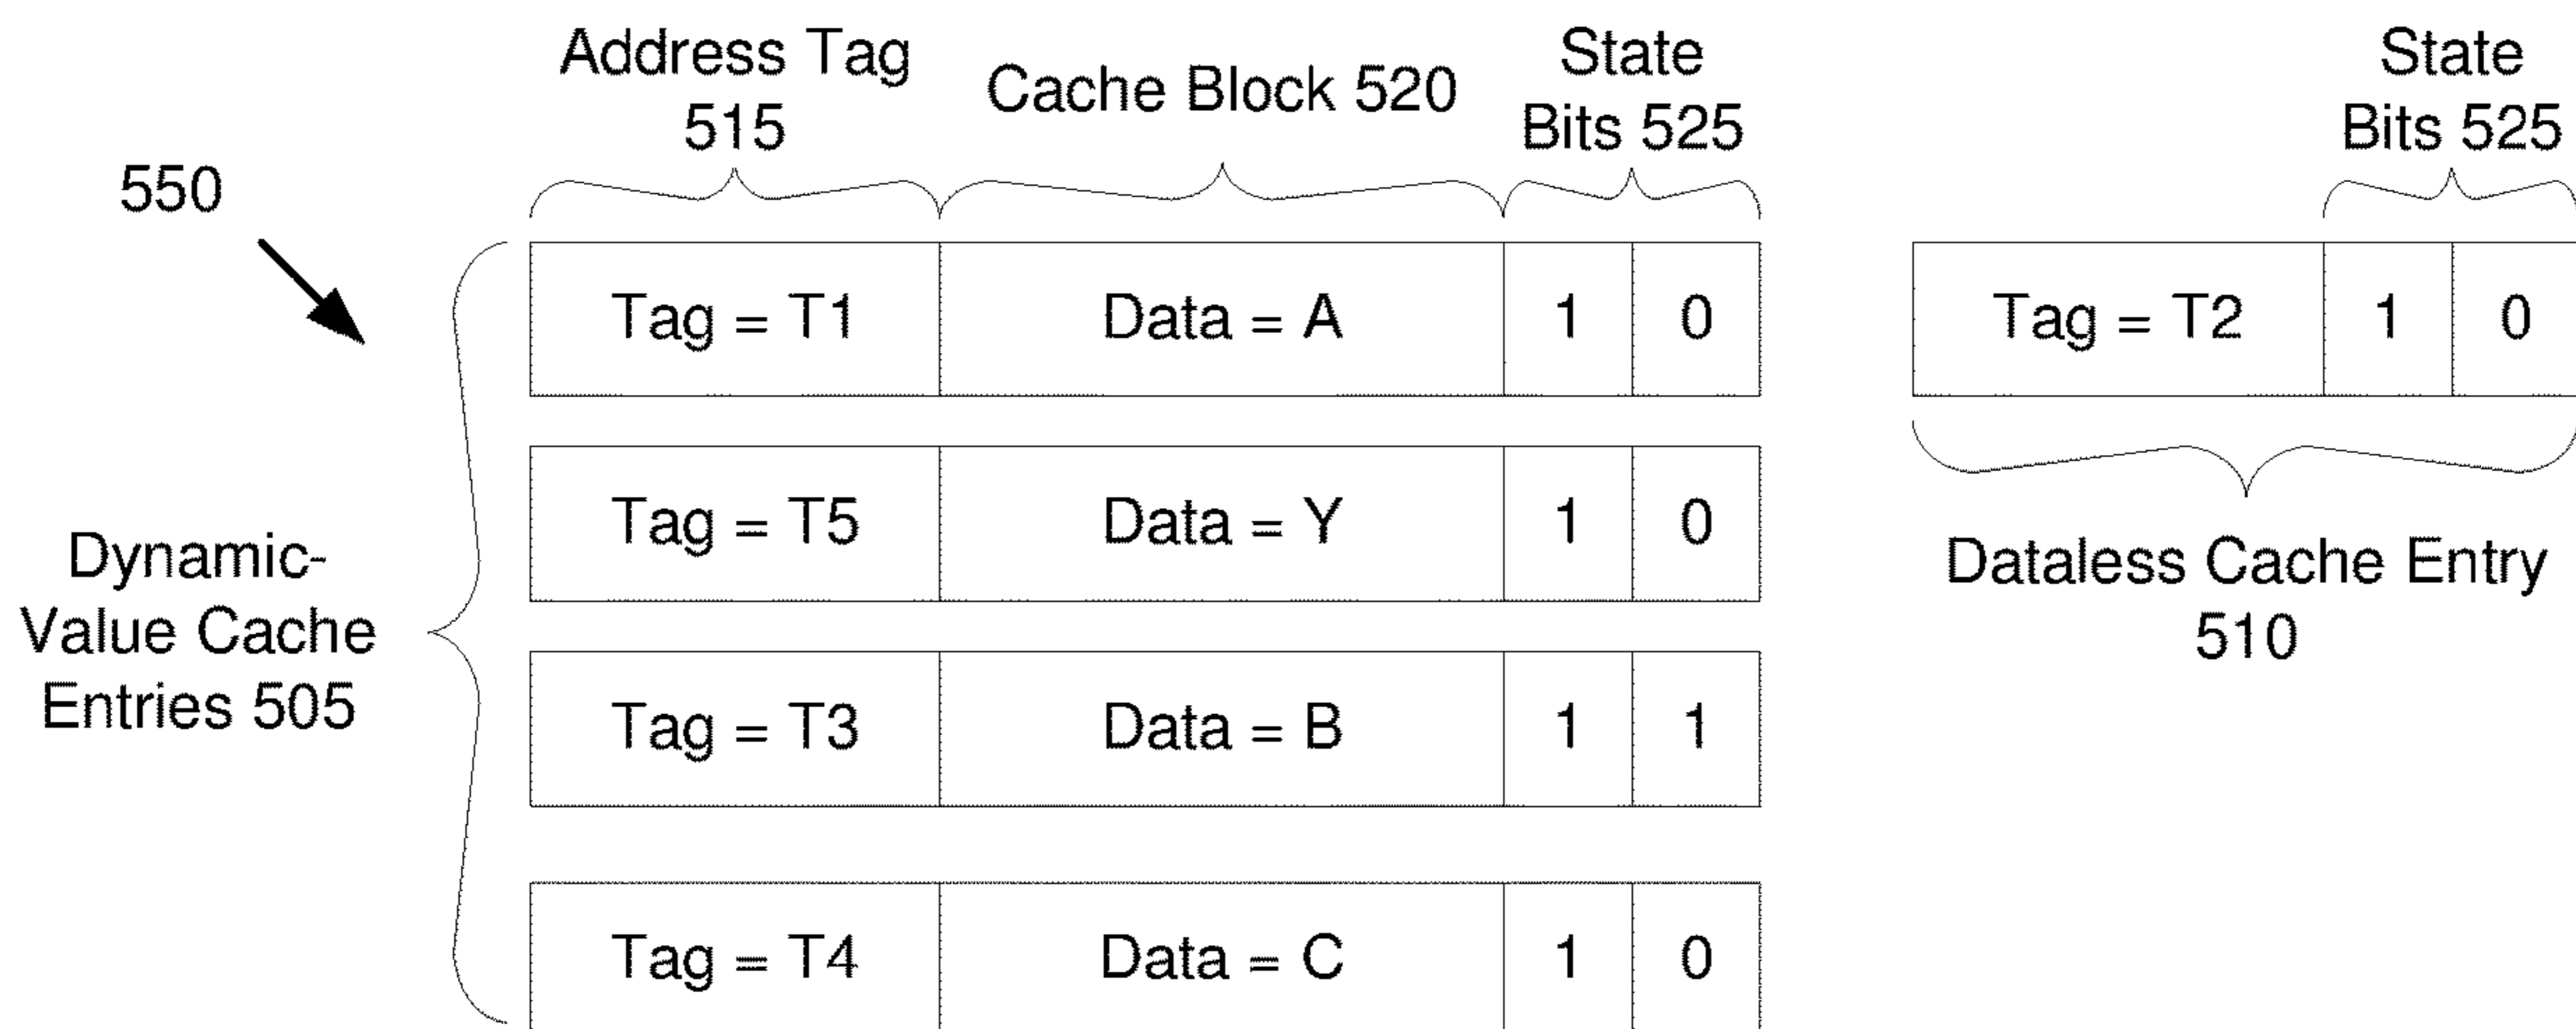 Address Tag
515
Cache Block 520
State
Bits 525
State
Bits 525
550
Tag = T1 Data = A 1 0
Tag = T2 1 0
Tag = T5 Data = Y 1 0
Dynamic-
Value Cache
Entries 505
Dataless Cache Entry
510
Tag = T3 Data = B 1 1
Tag = T4 Data = C 1 0